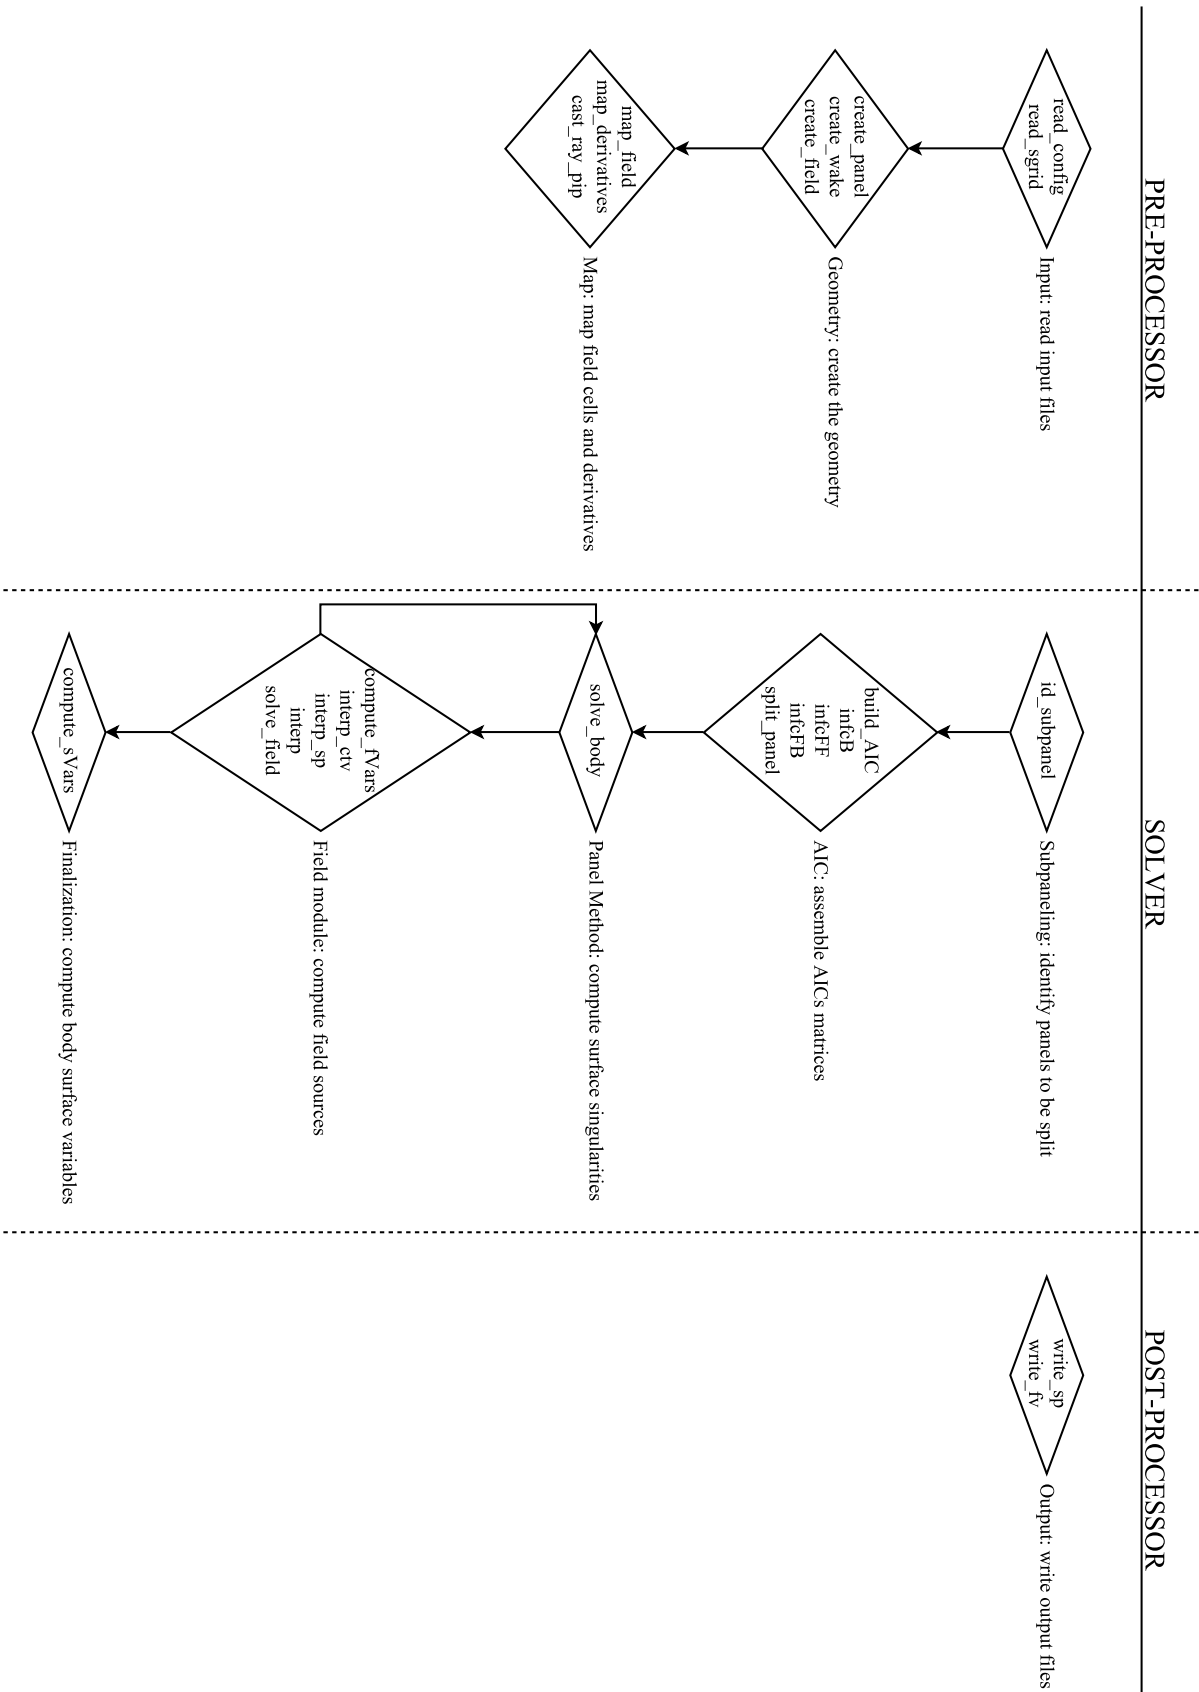 PRE-PROCESSOR
read_config
read_sgrid
Input: read input files
create_panel
create_wake
create_field
Geometry: create the geometry
map_field
map_derivatives
cast_ray_pip
Map: map field cells and derivatives
SOLVER
id_subpanel
Subpaneling: identify panels to be split
build_AIC
infcB
infcFF
infcFB
split_panel
AIC: assemble AICs matrices
solve_body
Panel Method: compute surface singularities
compute_fVars
interp_ctv
interp_sp
interp
solve_field
Field module: compute field sources
compute_sVars
Finalization: compute body surface variables
POST-PROCESSOR
write_sp
write_fv
Output: write output files